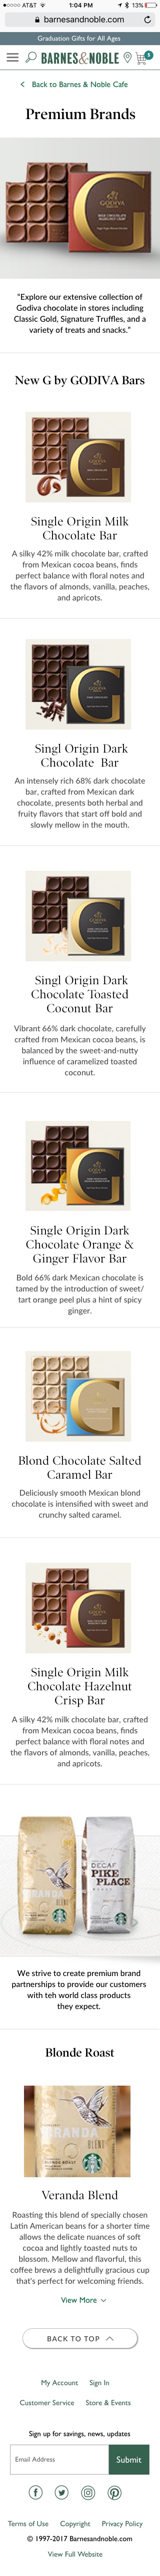 AT&T 1:04 PM 13%
barnesandnoble.com
Graduation Gifts for All Ages
BARNES&NOBLE
< Back to Barnes & Noble Cafe
Premium Brands
GODIVA
"Explore our extensive collection of
Godiva chocolate in stores including
Classic Gold, Signature Truffles, and a
variety of treats and snacks."
New G by GODIVA Bars
GODIVA
Single Origin Milk
Chocolate Bar
A silky 42% milk chocolate bar, crafted
from Mexican cocoa beans, finds
perfect balance with floral notes and
the flavors of almonds, vanilla, peaches,
and apricots.
GODIVA
Singl Origin Dark
Chocolate Bar
An intensely rich 68% dark chocolate
bar, crafted from Mexican dark
chocolate, presents both herbal and
fruity flavors that start off bold and
slowly mellow in the mouth.
GODIVA
Singl Origin Dark
Chocolate Toasted
Coconut Bar
Vibrant 66% dark chocolate, carefully
crafted from Mexican cocoa beans, is
balanced by the sweet-and-nutty
influence of caramelized toasted
coconut.
GODIVA
Single Origin Dark
Chocolate Orange &
Ginger Flavor Bar
Bold 66% dark Mexican chocolate is
tamed by the introduction of sweet/
tart orange peel plus a hint of spicy
ginger.
GODIVA
Blond Chocolate Salted
Caramel Bar
Deliciously smooth Mexican blond
chocolate is intensified with sweet and
crunchy salted caramel.
GODIVA
Single Origin Milk
Chocolate Hazelnut
Crisp Bar
A silky 42% milk chocolate bar, crafted
from Mexican cocoa beans, finds
perfect balance with floral notes and
the flavors of almonds, vanilla, peaches,
and apricots.
DECAF
PIKE
PLACE
We strive to create premium brand
partnerships to provide our customers
with teh world class products
they expect.
Blonde Roast
BLEND
Veranda Blend
Roasting this blend of specially chosen
Latin American beans for a shorter time
allows the delicate nuances of soft
cocoa and lightly toasted nuts to
blossom. Mellow and flavorful, this
coffee brews a delightfully gracious cup
that's perfect for welcoming friends.
View More
BACK TO TOP
My Account Sign In
Customer Service Store & Events
Sign up for savings, news, updates
Email Address Submit
Terms of Use Copyright Privacy Policy
© 1997-2017 Barnesandnoble.com
View Full Website